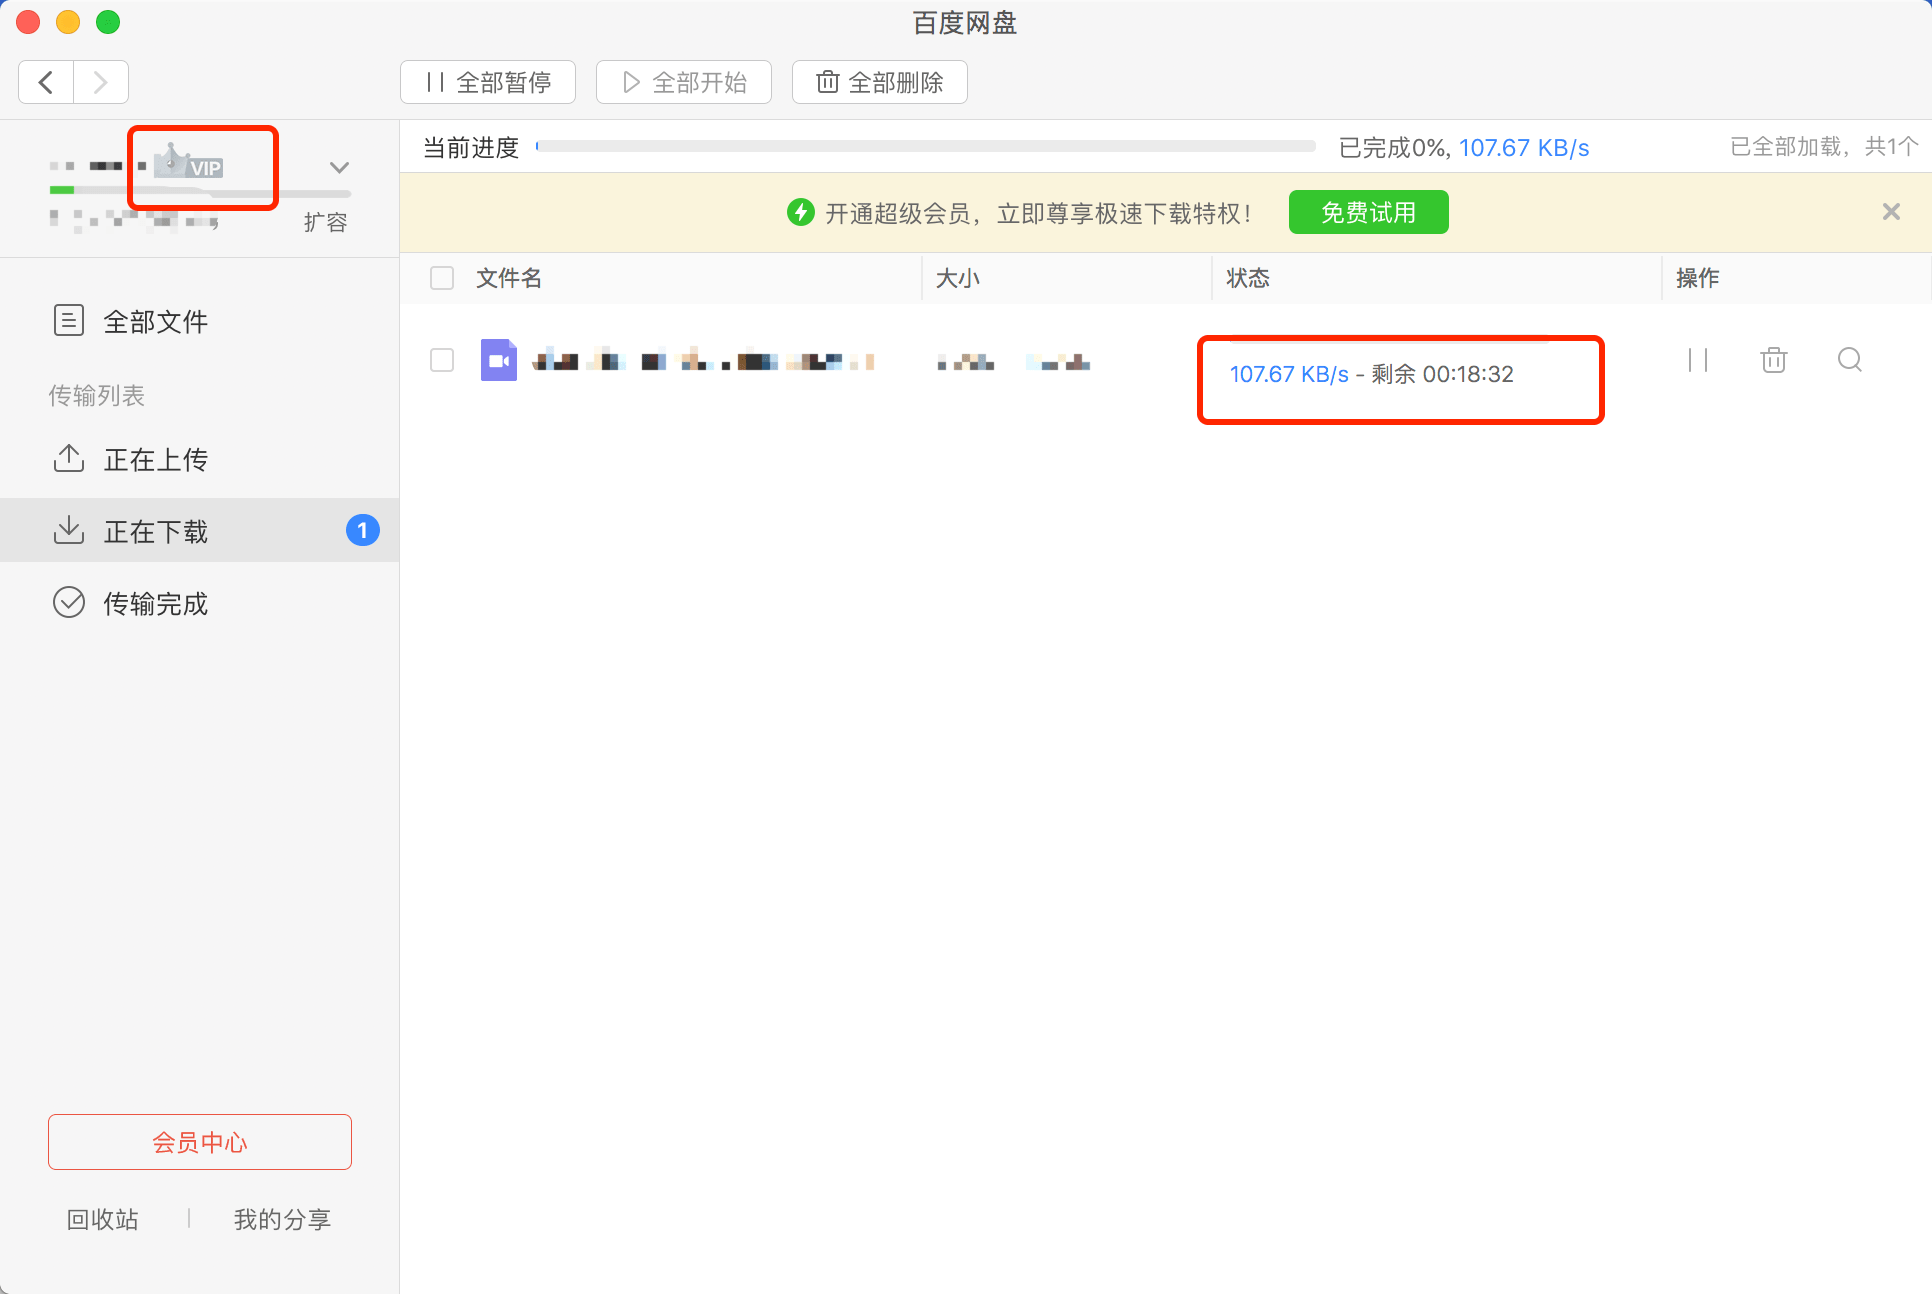 百度网盘
全部暂停
全部开始
全部删除
VIP
扩容
当前进度
已完成0%, 107.67 KB/s
已全部加载，共1个
开通超级会员，立即尊享极速下载特权！
免费试用
文件名
大小
状态
操作
107.67 KB/s - 剩余 00:18:32
全部文件
传输列表
正在上传
正在下载
1
传输完成
会员中心
回收站
我的分享